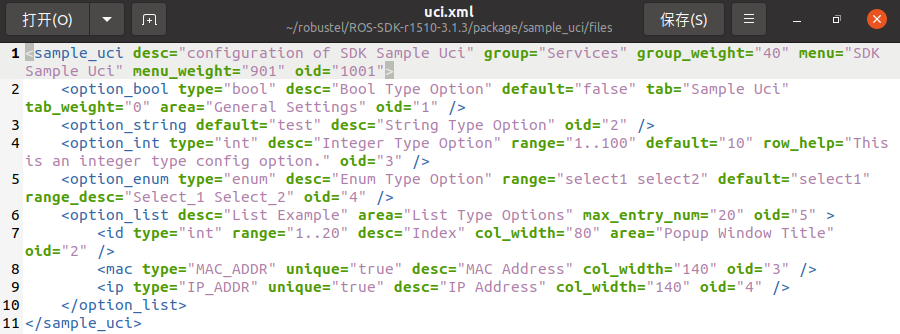 打开(O)
uci.xml
~/robustel/ROS-SDK-r1510-3.1.3/package/sample_uci/files
保存(S)
1 <sample_uci desc="configuration of SDK Sample Uci" group="Services" group_weight="40" menu="SDK
Sample Uci" menu_weight="901" oid="1001">
2 <option_bool type="bool" desc="Bool Type Option" default="false" tab="Sample Uci"
tab_weight="0" area="General Settings" oid="1" />
3 <option_string default="test" desc="String Type Option" oid="2" />
4 <option_int type="int" desc="Integer Type Option" range="1..100" default="10" row_help="This
is an integer type config option." oid="3" />
5 <option_enum type="enum" desc="Enum Type Option" range="select1 select2" default="select1"
range_desc="Select_1 Select_2" oid="4" />
6 <option_list desc="List Example" area="List Type Options" max_entry_num="20" oid="5" >
7 <id type="int" range="1..20" desc="Index" col_width="80" area="Popup Window Title"
oid="2" />
8 <mac type="MAC_ADDR" unique="true" desc="MAC Address" col_width="140" oid="3" />
9 <ip type="IP_ADDR" unique="true" desc="IP Address" col_width="140" oid="4" />
10 </option_list>
11 </sample_uci>